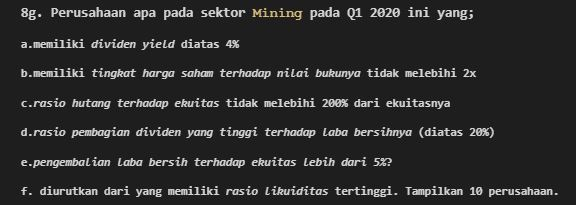 8g. Perusahaan apa pada sektor Mining pada Q1 2020 ini yang;
a.memiliki dividen yield diatas 4%
b.memiliki tingkat harga saham terhadap nilai bukunya tidak melebihi 2x
c.rasio hutang terhadap ekuitas tidak melebihi 200% dari ekuitasnya
d.rasio pembagian dividen yang tinggi terhadap laba bersihnya (diatas 20%)
e.pengembalian laba bersih terhadap ekuitas lebih dari 5%?
f. diurutkan dari yang memiliki rasio likuiditas tertinggi. Tampilkan 10 perusahaan.